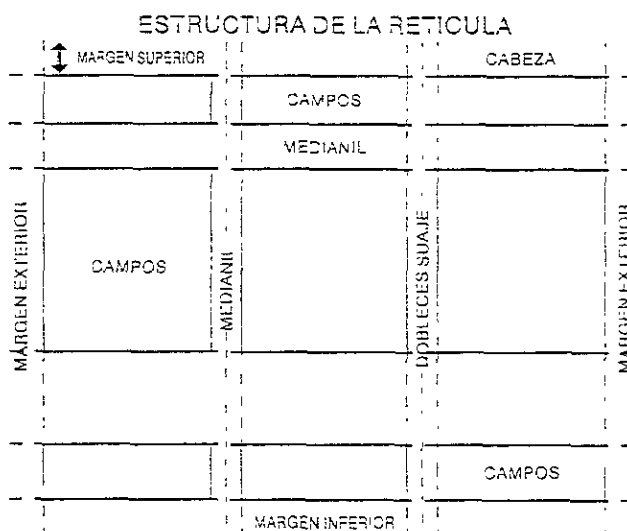 ESTRUCTURA DE LA RETICULA
MARGEN SUPERIOR
CABEZA
CAMPOS
MEDIANIL
MARGEN EXTERIOR
CAMPOS
MEDIANIL
DOBLECES SUAJE
MARGEN EXTERIOR
CAMPOS
MARGEN INFERIOR